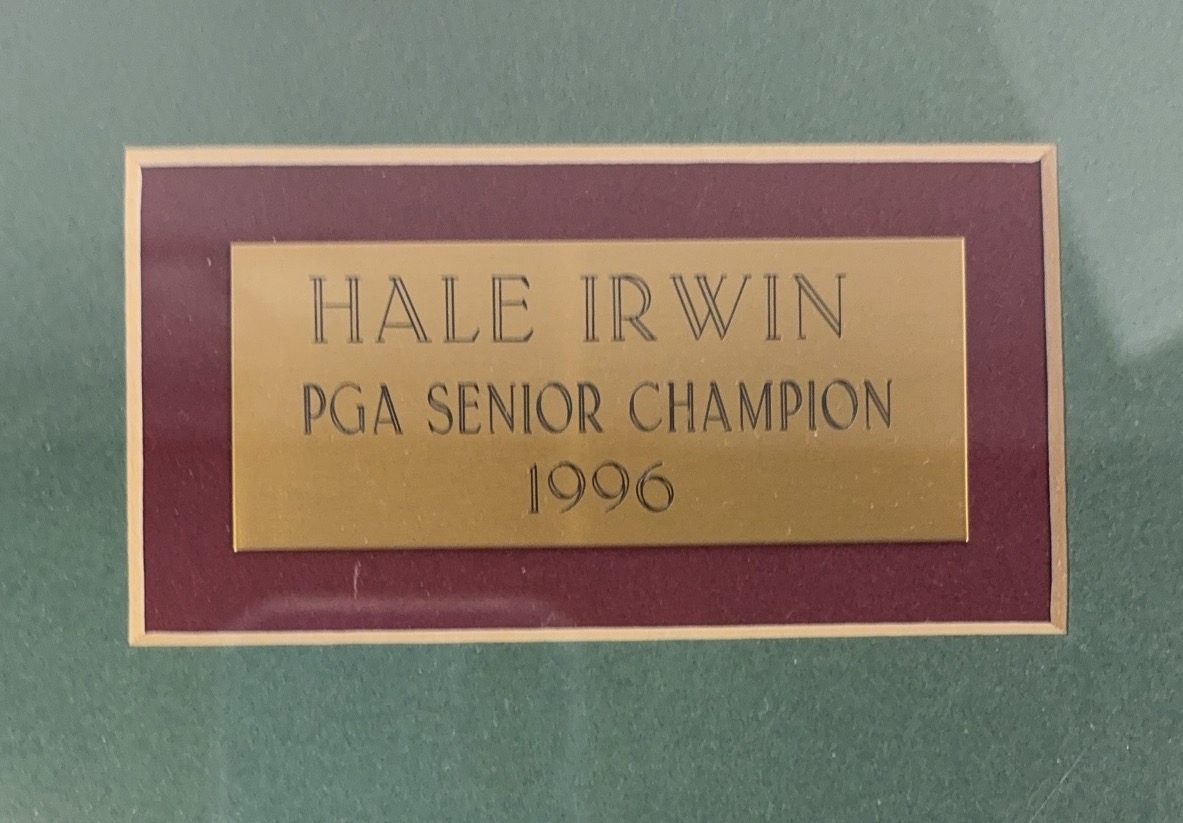 HALE IRWIN
PGA SENIOR CHAMPION
1996